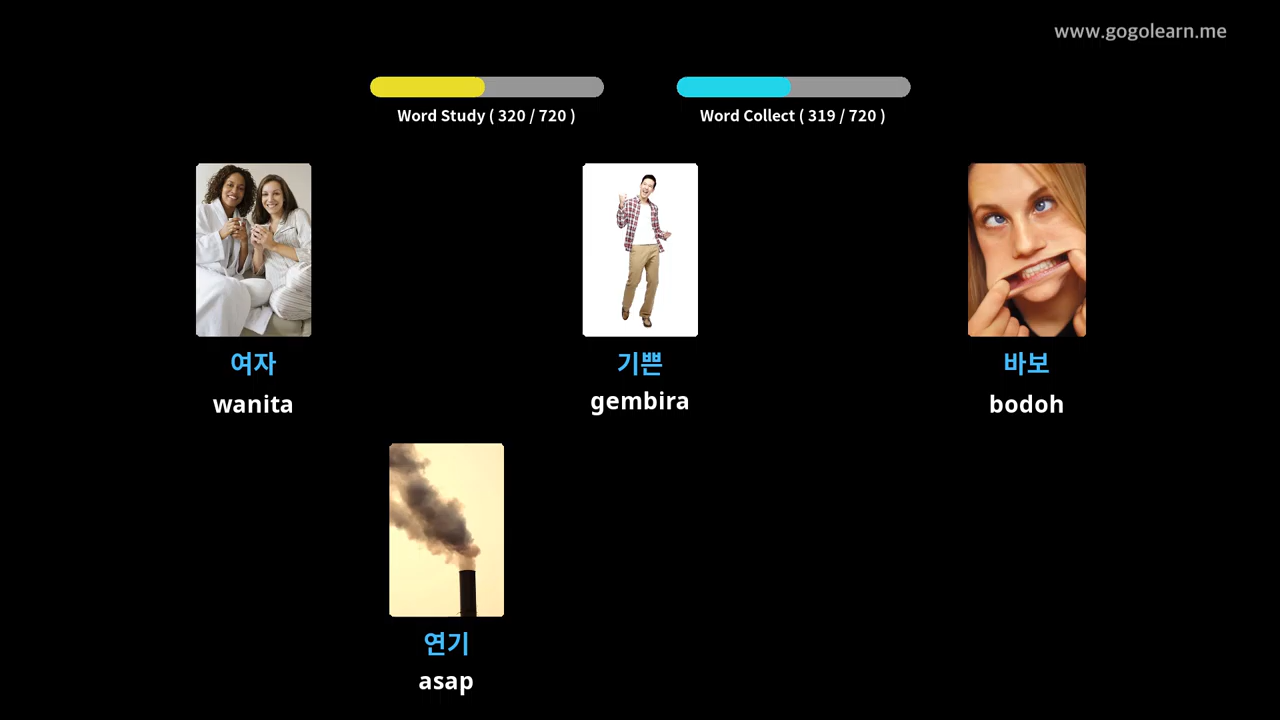 www.gogolearn.me
Word Study ( 320 / 720 )
Word Collect ( 319 / 720 )
여자
wanita
기쁜
gembira
바보
bodoh
연기
asap